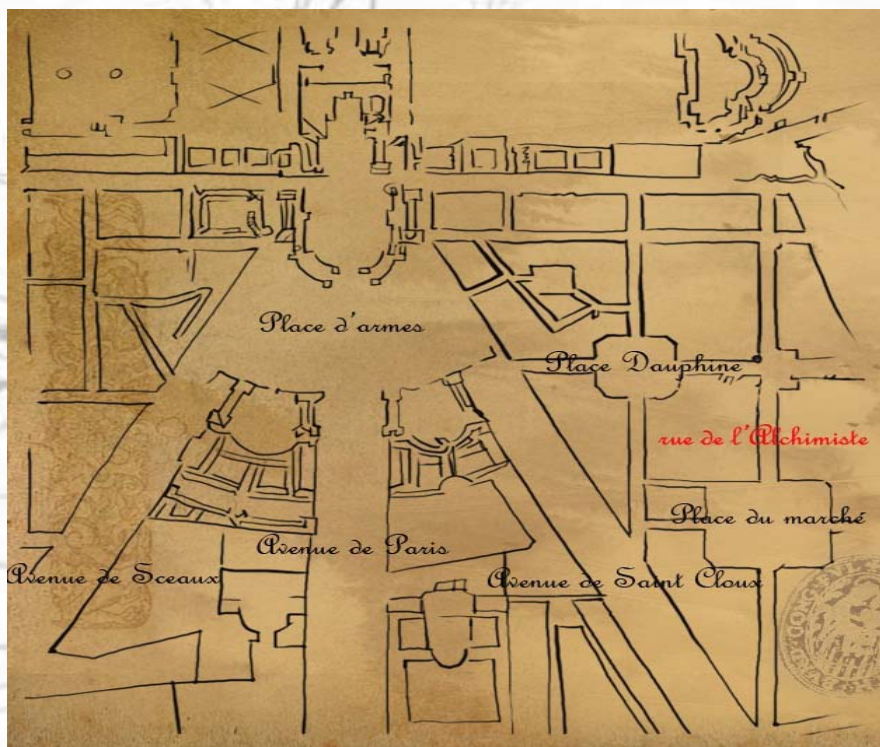 Place d'armes
Place Dauphine
rue de l'Alchimiste
Place du marché
Avenue de Paris
Avenue de Sceaux
Avenue de Saint Cloux